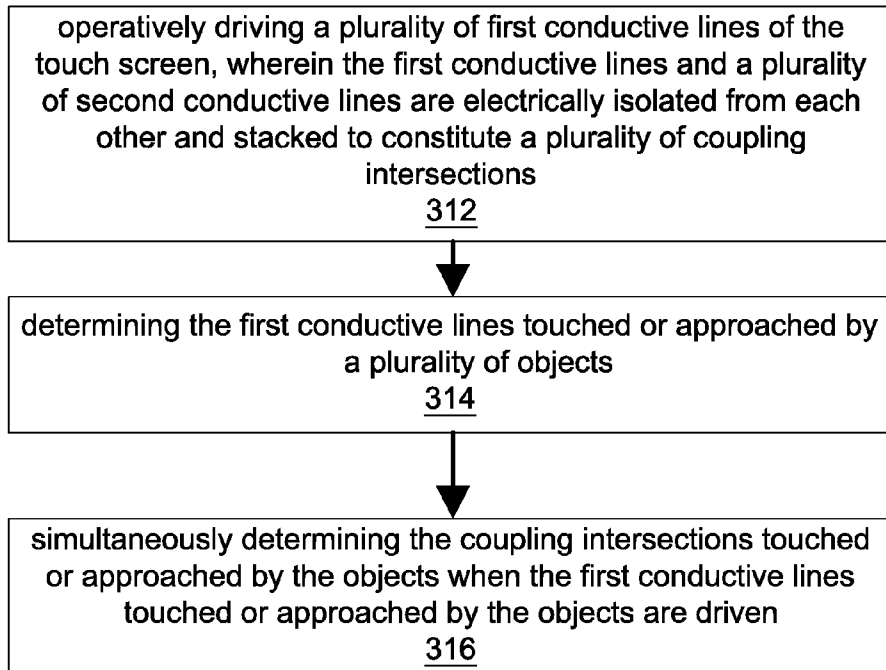 operatively driving a plurality of first conductive lines of the
touch screen, wherein the first conductive lines and a plurality
of second conductive lines are electrically isolated from each
other and stacked to constitute a plurality of coupling
intersections
312
determining the first conductive lines touched or approached by
a plurality of objects
314
simultaneously determining the coupling intersections touched
or approached by the objects when the first conductive lines
touched or approached by the objects are driven
316